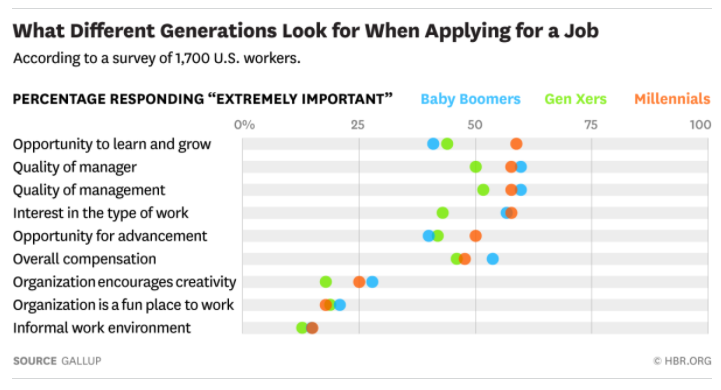 What Different Generations Look for When Applying for a Job
According to a survey of 1,700 U.S. workers.
PERCENTAGE RESPONDING “EXTREMELY IMPORTANT” Baby Boomers Gen Xers Millennials
0% 25 50 75 100
Opportunity to learn and grow
Quality of manager
Quality of management
Interest in the type of work
Opportunity for advancement
Overall compensation
Organization encourages creativity
Organization is a fun place to work
Informal work environment
SOURCE GALLUP © HBR.ORG